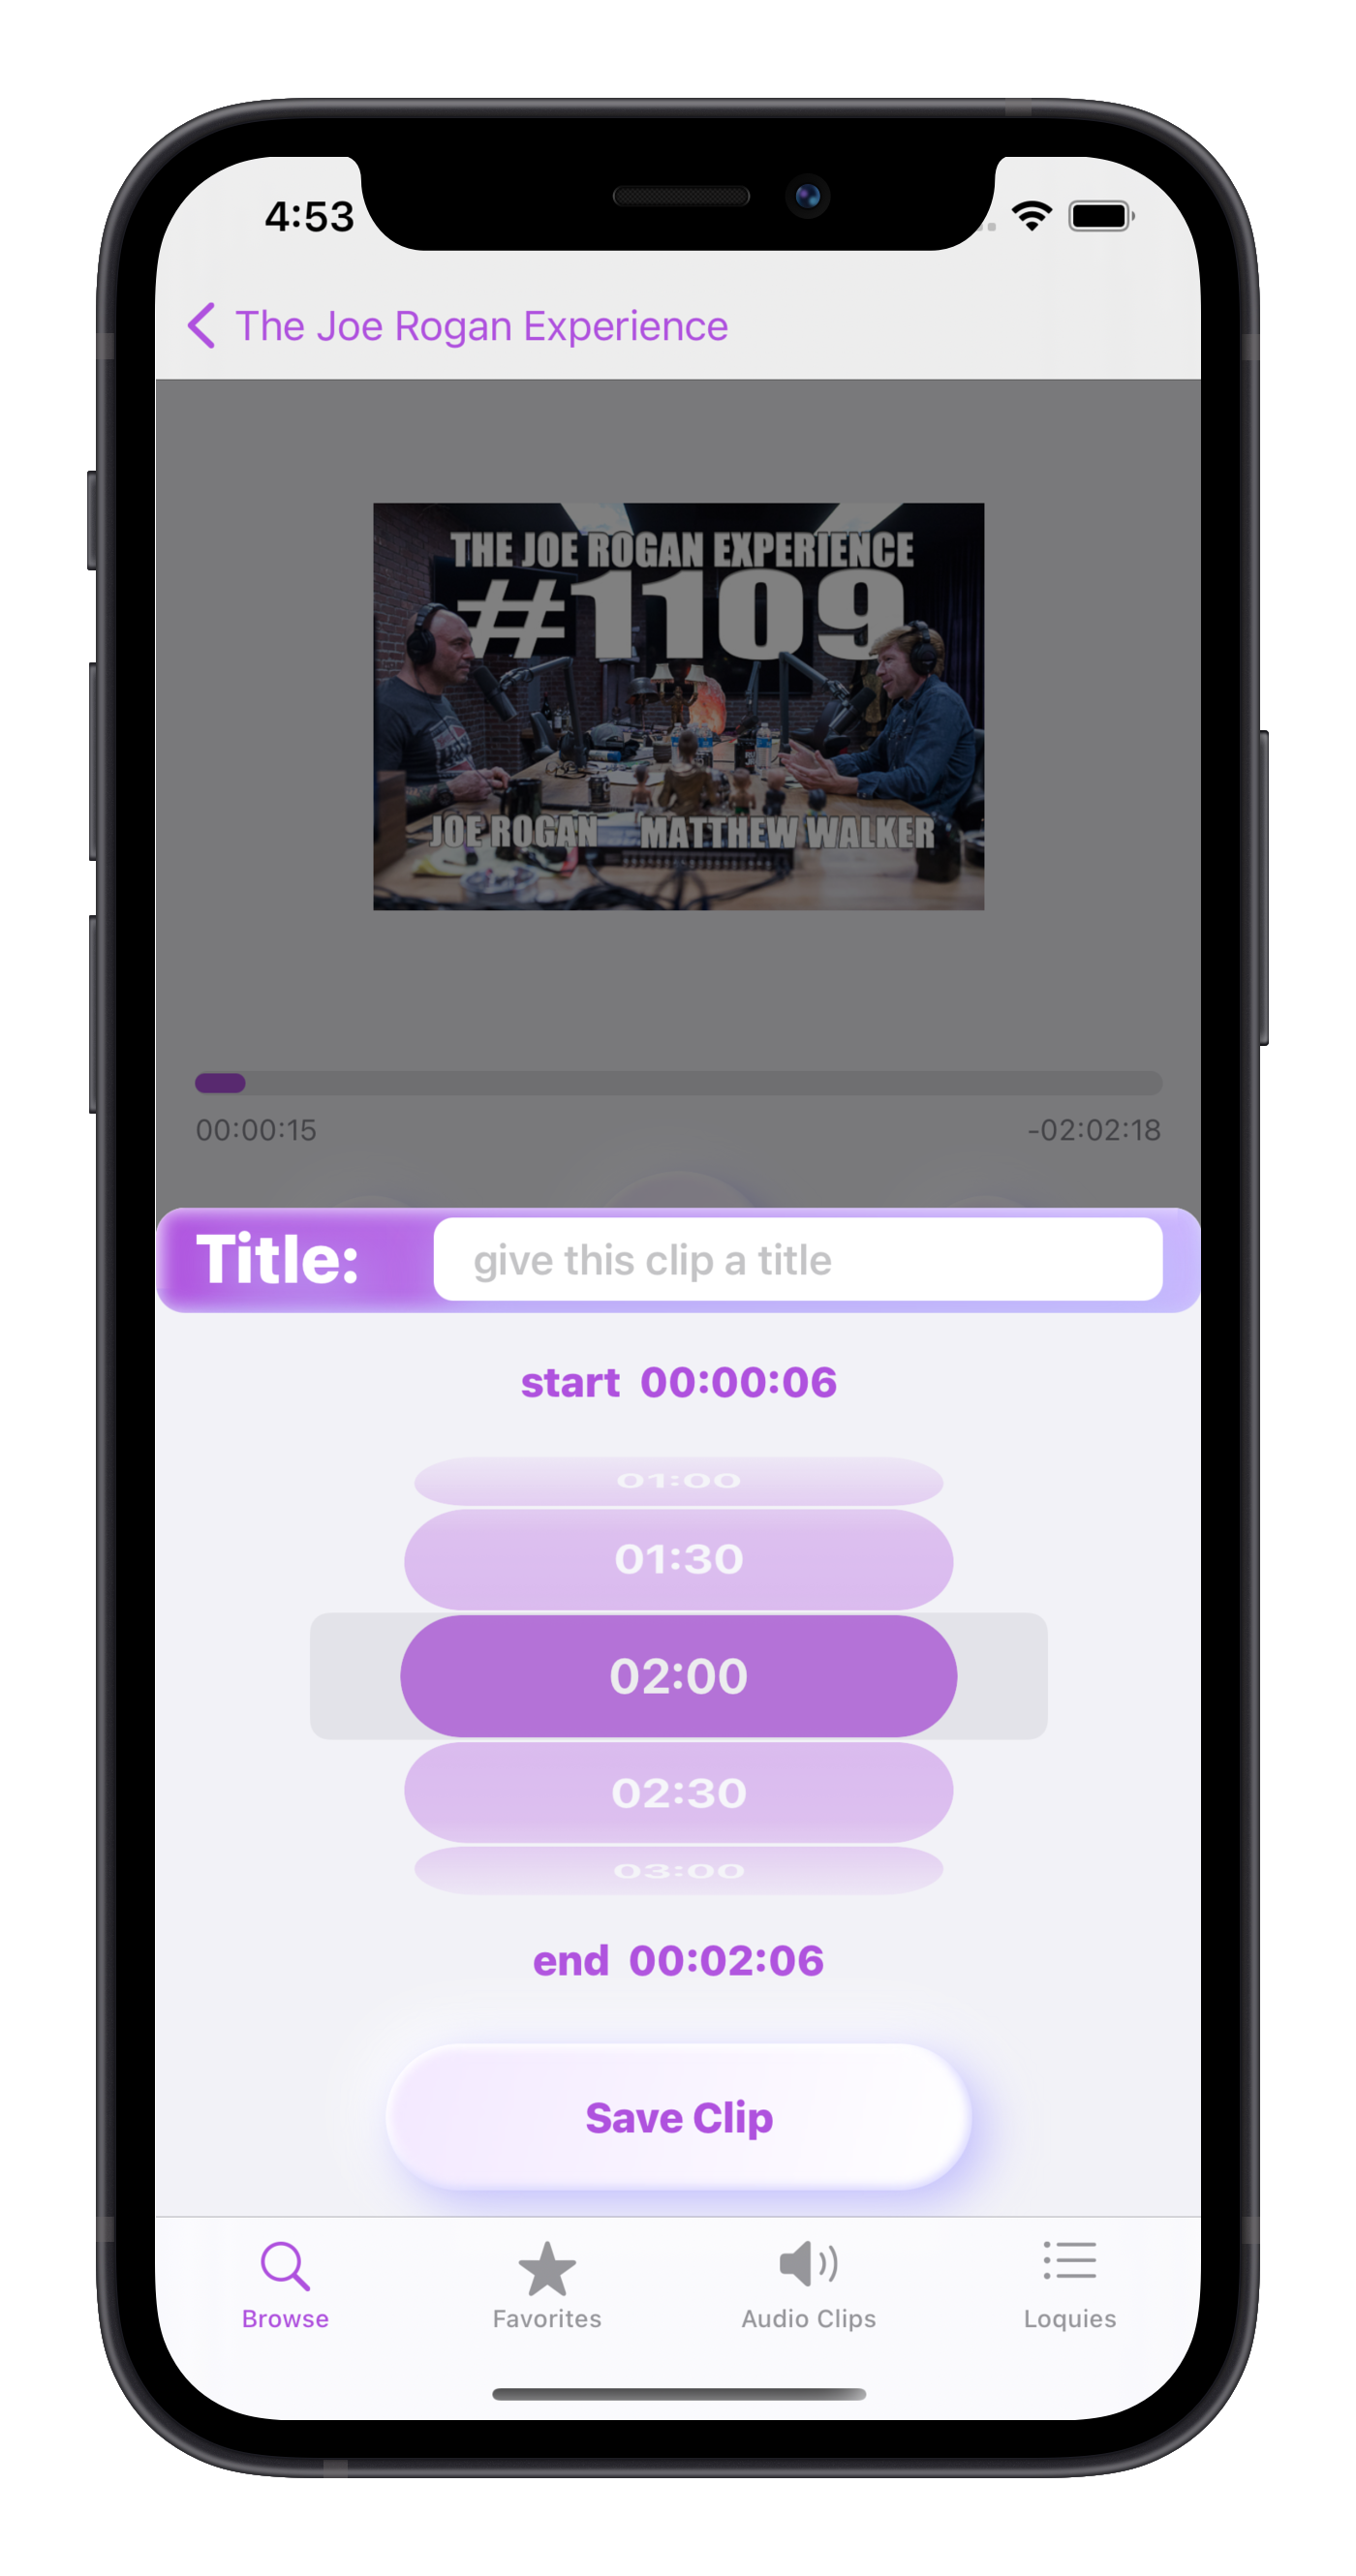 4:53
The Joe Rogan Experience
THE JOE ROGAN EXPERIENCE
#1109
JOE ROGAN MATTHEW WALKER
00:00:15 -02:02:18
Title: give this clip a title
start 00:00:06
01:00
01:30
02:00
02:30
03:00
end 00:02:06
Save Clip
Browse Favorites Audio Clips Loquies